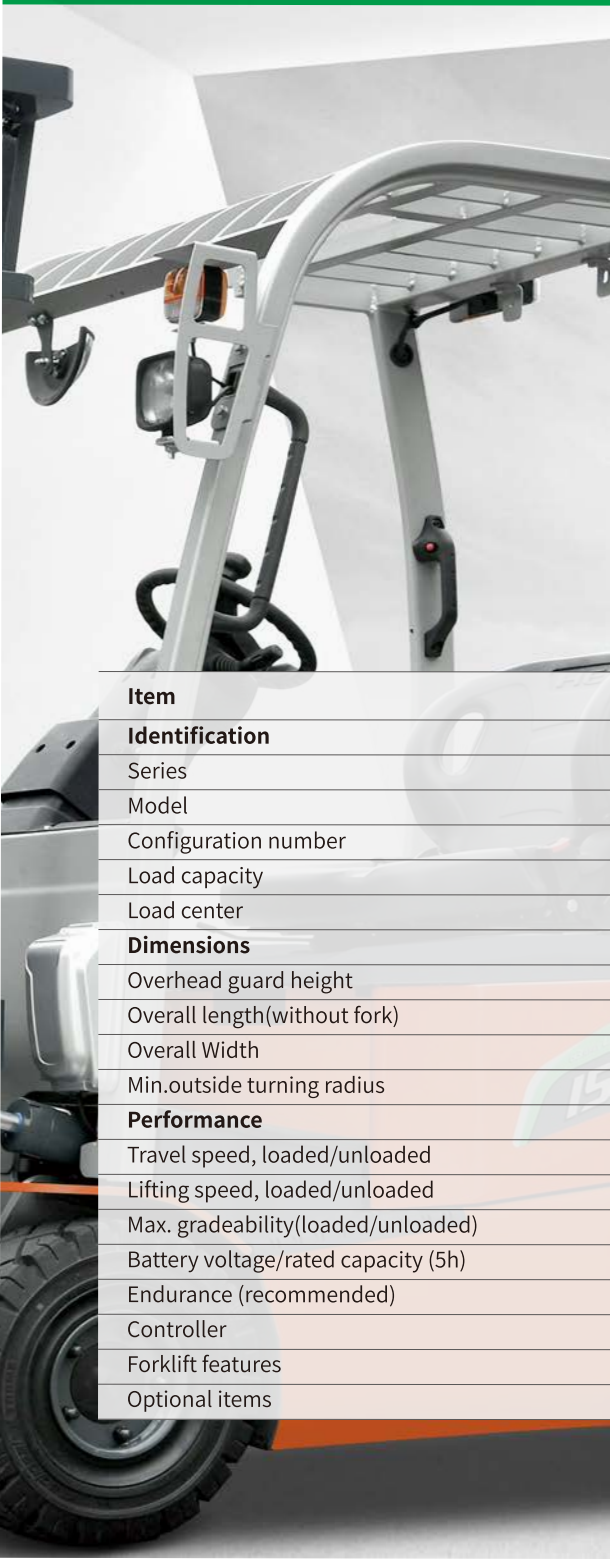 Item
Identification
Series
Model
Configuration number
Load capacity
Load center
Dimensions
Overhead guard height
Overall length(without fork)
Overall Width
Min.outside turning radius
Performance
Travel speed, loaded/unloaded
Lifting speed, loaded/unloaded
Max. gradeability(loaded/unloaded)
Battery voltage/rated capacity (5h)
Endurance (recommended)
Controller
Forklift features
Optional items